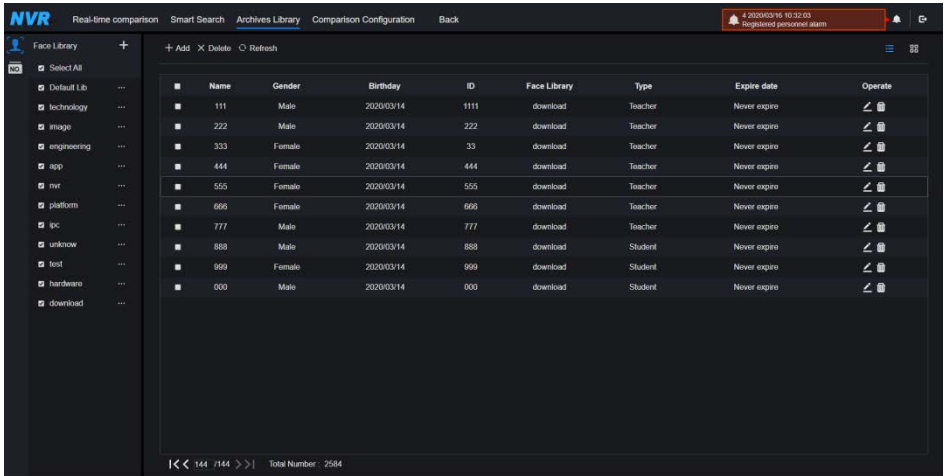 NVR Real-time comparison Smart Search Archives Library Comparison Configuration Back
4 2020/03/16 10:32:03
Registered personnel alarm
Face Library +
NO.
Select All
Default Lib ...
technology ...
image ...
engineering ...
app ...
nvr ...
platform ...
ipc ...
unknow ...
test ...
hardware ...
download ...
+ Add × Delete Refresh
Name Gender Birthday ID Face Library Type Expire date Operate
111 Male 2020/03/14 1111 download Teacher Never expire
222 Male 2020/03/14 222 download Teacher Never expire
333 Female 2020/03/14 33 download Teacher Never expire
444 Female 2020/03/14 444 download Teacher Never expire
555 Female 2020/03/14 555 download Teacher Never expire
666 Female 2020/03/14 666 download Teacher Never expire
777 Male 2020/03/14 777 download Teacher Never expire
888 Male 2020/03/14 888 download Student Never expire
999 Female 2020/03/14 999 download Student Never expire
000 Male 2020/03/14 000 download Student Never expire
144 /144 Total Number : 2584